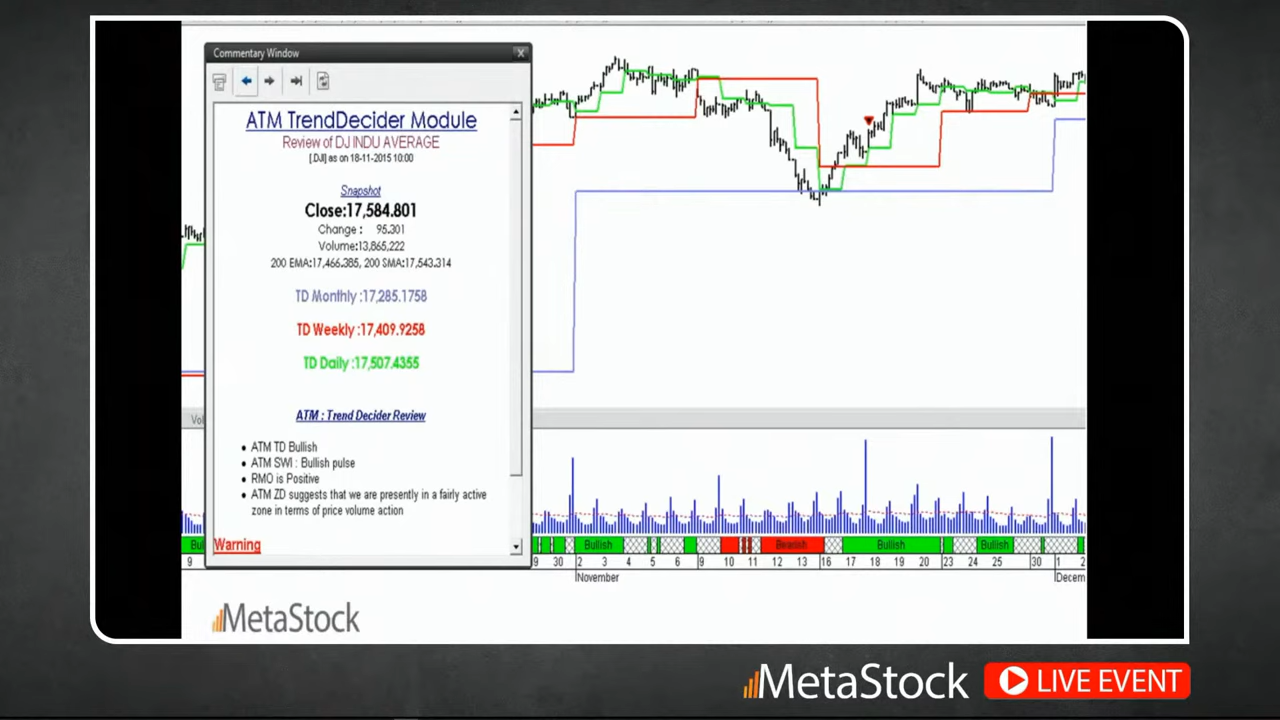 Commentary Window
ATM TrendDecider Module
Review of DJ INDU AVERAGE
[.DJI] as on 18-11-2015 10:00
Snapshot
Close:17,584.801
Change : 95.301
Volume:13,865,222
200 EMA:17,466.385, 200 SMA:17,543.314
TD Monthly :17,285.1758
TD Weekly :17,409.9258
TD Daily :17,507.4355
ATM : Trend Decider Review
ATM TD Bullish
ATM SWI : Bullish pulse
RMO is Positive
ATM ZD suggests that we are presently in a fairly active
zone in terms of price volume action
Warning
Vol
Bul Bullish Bearish Bullish Bullish
9 9 30 2 3 4 5 6 9 10 11 12 13 16 17 18 19 20 23 24 25 30 1 2
November Decem
MetaStock
MetaStock LIVE EVENT